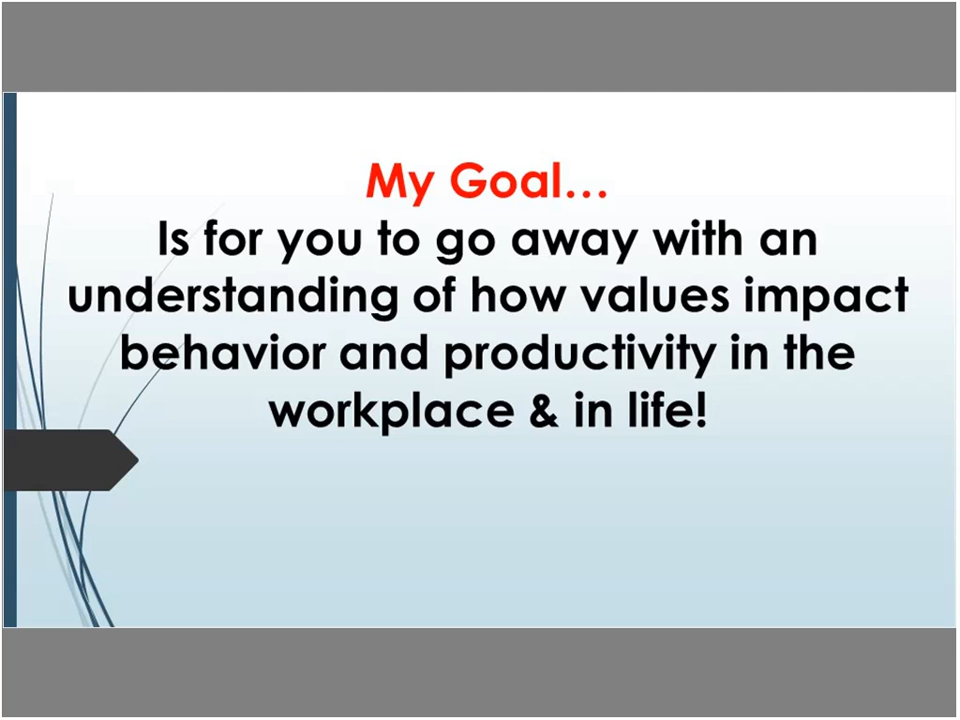 My Goal…
Is for you to go away with an
understanding of how values impact
behavior and productivity in the
workplace & in life!